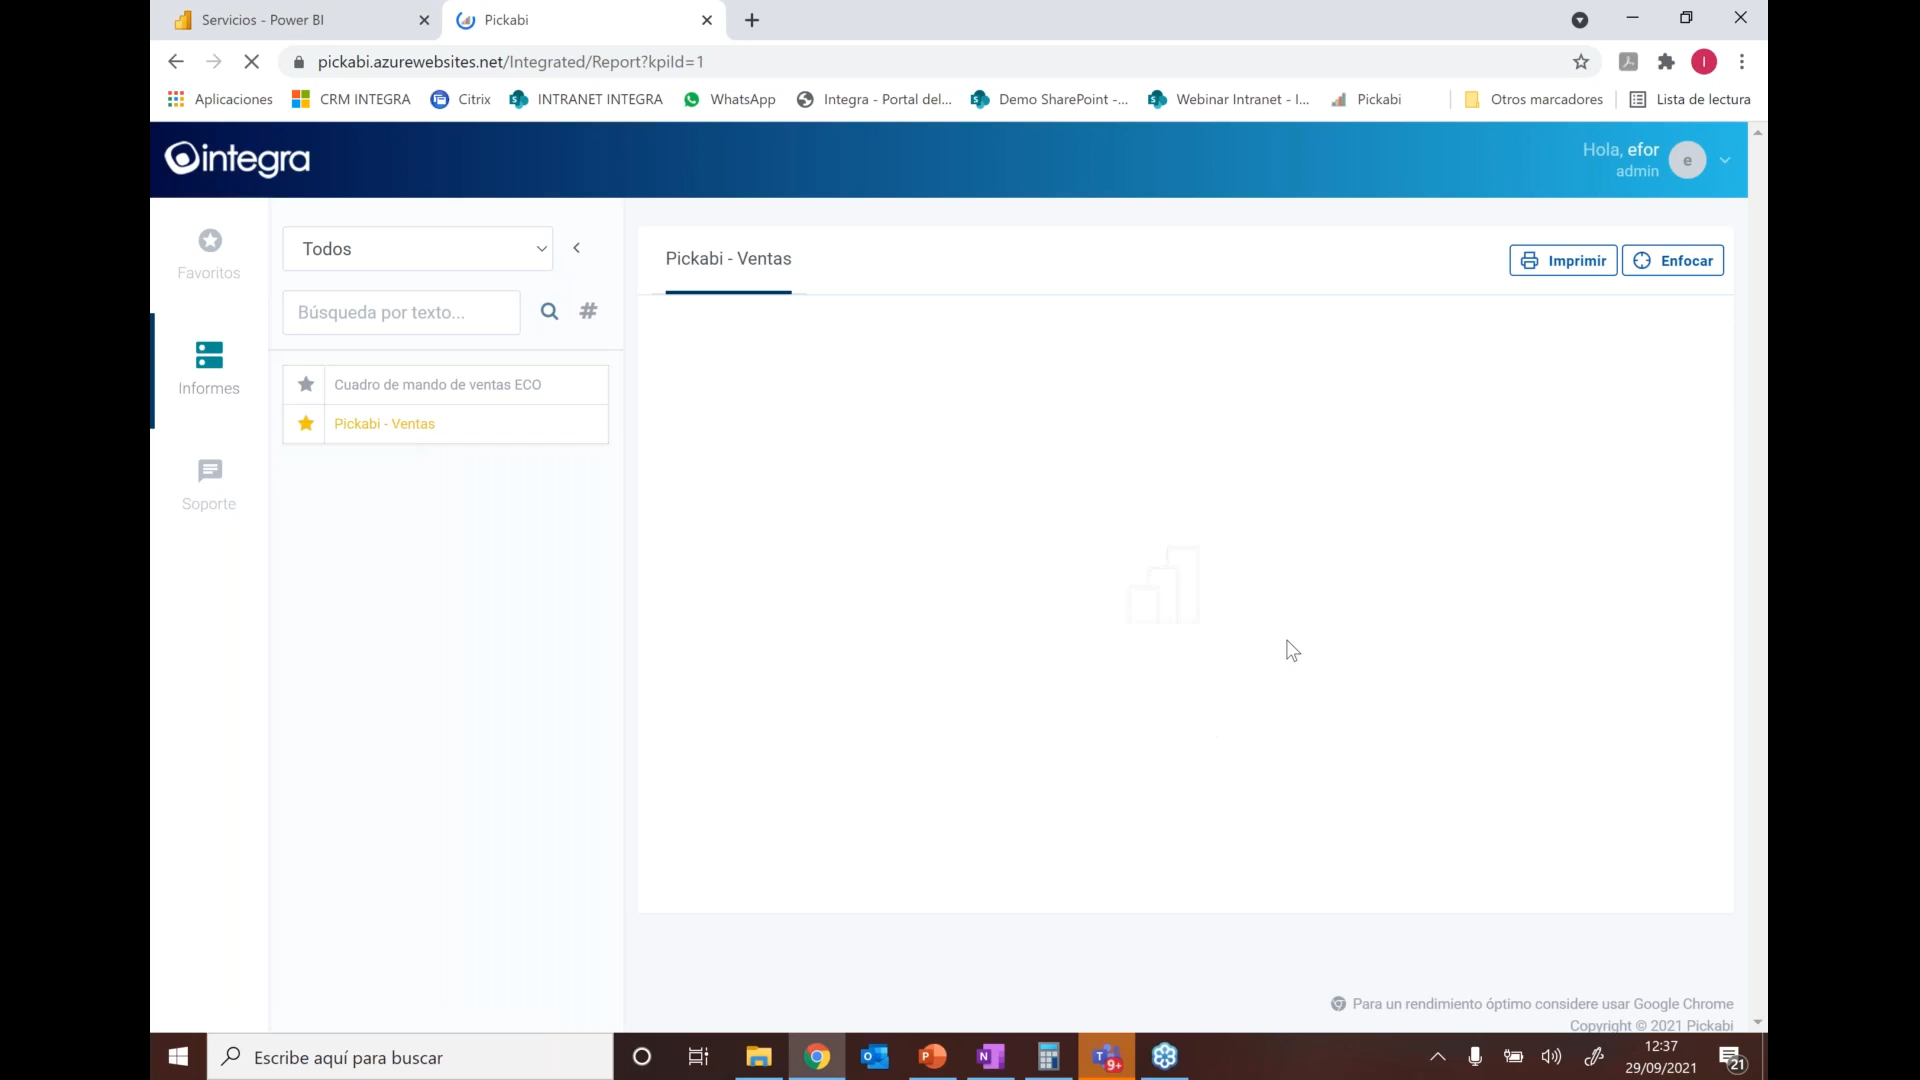 Servicios - Power BI
Pickabi
pickabi.azurewebsites.net/Integrated/Report?kpiId=1
I
Aplicaciones
CRM INTEGRA
Citrix
INTRANET INTEGRA
WhatsApp
Integra - Portal del...
Demo SharePoint -...
Webinar Intranet - I...
Pickabi
Otros marcadores
Lista de lectura
integra
Hola, efor
admin
e
Favoritos
Informes
Soporte
Todos
Búsqueda por texto...
#
Cuadro de mando de ventas ECO
Pickabi - Ventas
Pickabi - Ventas
Imprimir
Enfocar
Para un rendimiento óptimo considere usar Google Chrome
Copyright © 2021 Pickabi
Escribe aquí para buscar
9+
12:37
29/09/2021
21